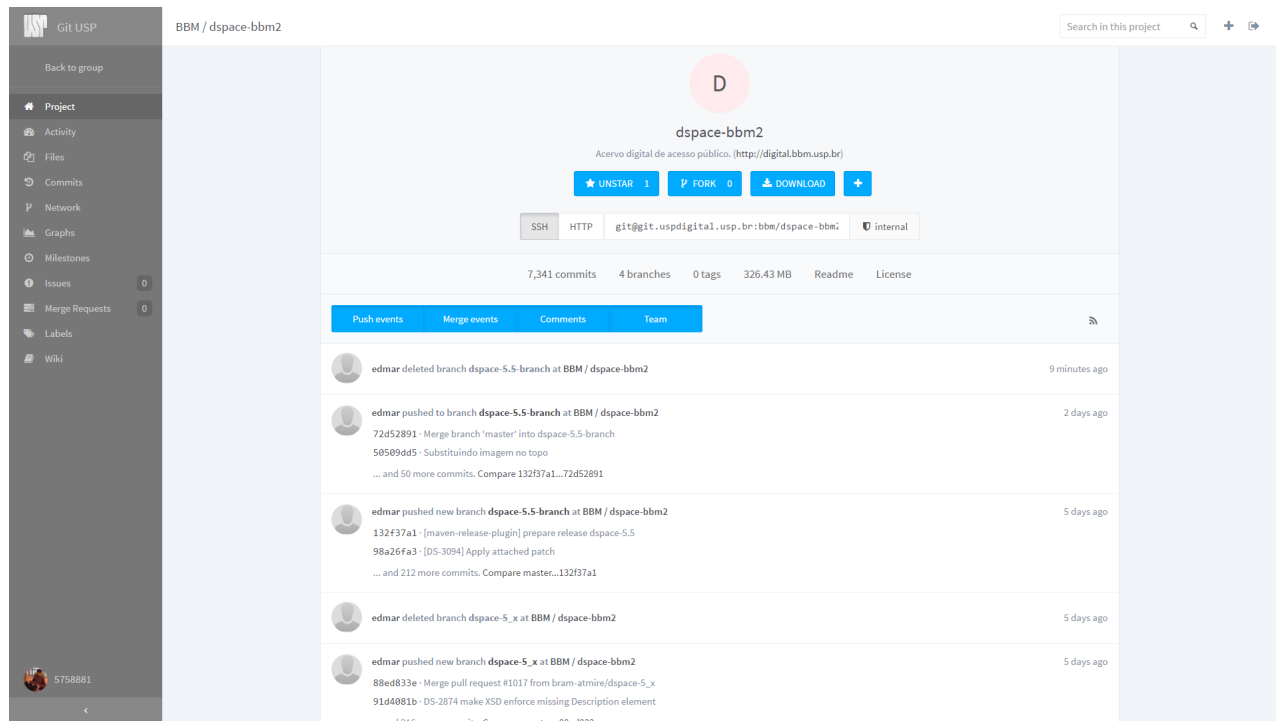 USP Git USP
BBM / dspace-bbm2
Search in this project
Back to group
Project
Activity
Files
Commits
Network
Graphs
Milestones
Issues 0
Merge Requests 0
Labels
Wiki
5758881
D
dspace-bbm2
Acervo digital de acesso público. (http://digital.bbm.usp.br)
UNSTAR 1 FORK 0 DOWNLOAD +
SSH HTTP git@git.uspdigital.usp.br:bbm/dspace-bbm2 internal
7,341 commits 4 branches 0 tags 326.43 MB Readme License
Push events Merge events Comments Team
edmar deleted branch dspace-5.5-branch at BBM / dspace-bbm2 9 minutes ago
edmar pushed to branch dspace-5.5-branch at BBM / dspace-bbm2 2 days ago
72d52891 · Merge branch 'master' into dspace-5.5-branch
50509dd5 · Substituindo imagem no topo
... and 50 more commits. Compare 132f37a1...72d52891
edmar pushed new branch dspace-5.5-branch at BBM / dspace-bbm2 5 days ago
132f37a1 · [maven-release-plugin] prepare release dspace-5.5
98a26fa3 · [DS-3094] Apply attached patch
... and 212 more commits. Compare master...132f37a1
edmar deleted branch dspace-5_x at BBM / dspace-bbm2 5 days ago
edmar pushed new branch dspace-5_x at BBM / dspace-bbm2 5 days ago
88ed833e · Merge pull request #1017 from bram-atmire/dspace-5_x
91d4081b · DS-2874 make XSD enforce missing Description element